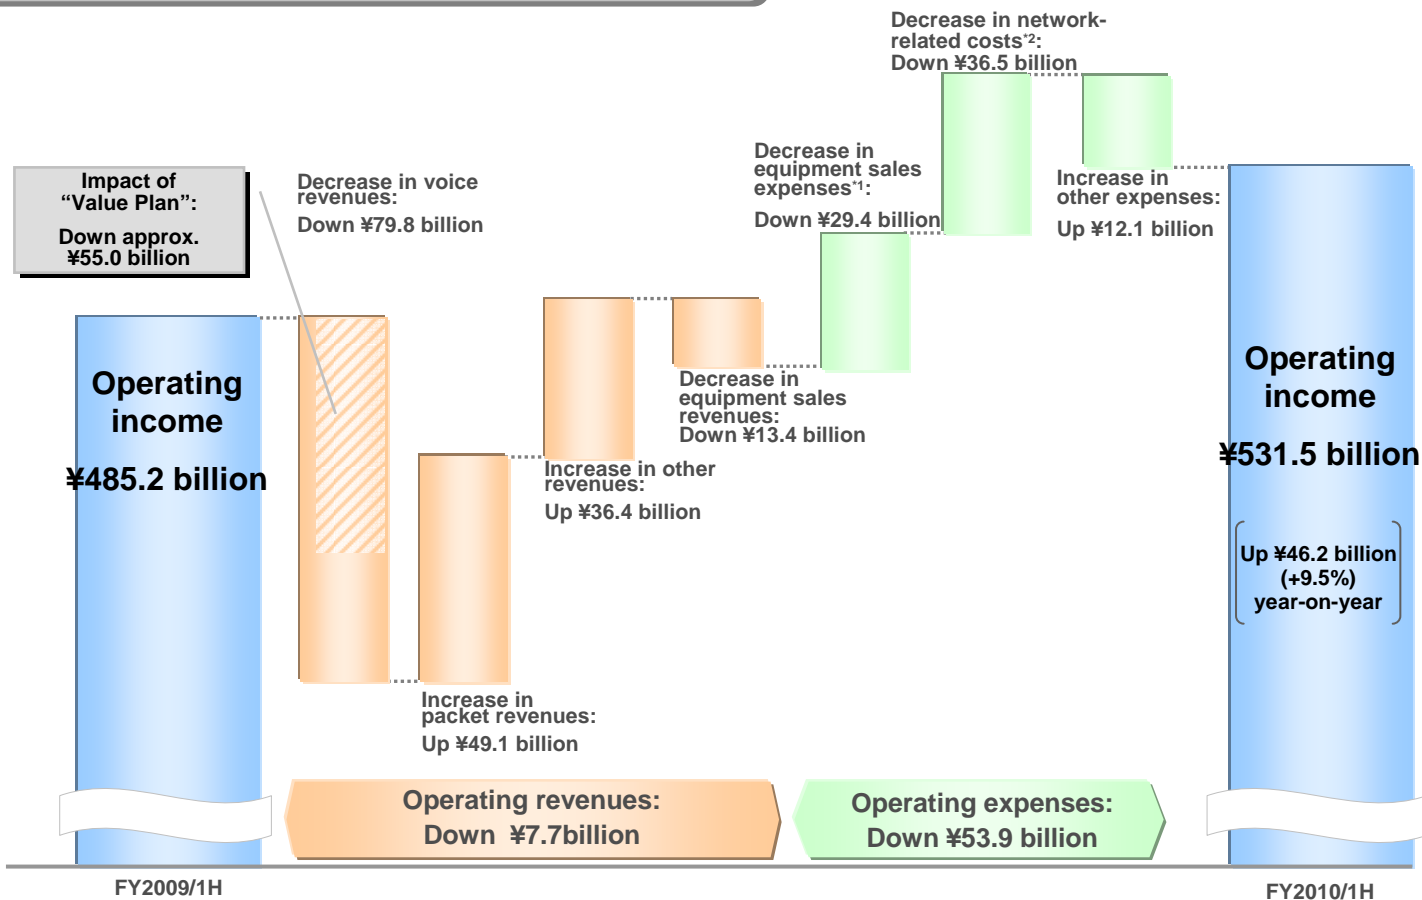 Decrease in network-
related costs*2:
Down ¥36.5 billion
Decrease in
equipment sales
expenses*1:
Down ¥29.4 billion
Impact of
“Value Plan”:
Down approx.
¥55.0 billion
Decrease in voice
revenues:
Down ¥79.8 billion
Increase in
other expenses:
Up ¥12.1 billion
Operating
income
¥485.2 billion
Decrease in
equipment sales
revenues:
Down ¥13.4 billion
Operating
income
¥531.5 billion
Increase in other
revenues:
Up ¥36.4 billion
Up ¥46.2 billion
(+9.5%)
year-on-year
Increase in
packet revenues:
Up ¥49.1 billion
Operating revenues:
Down ¥7.7billion
Operating expenses:
Down ¥53.9 billion
FY2009/1H
FY2010/1H